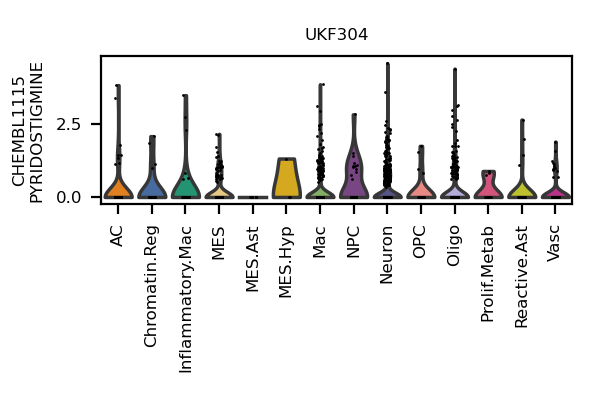 UKF304
CHEMBL1115
PYRIDOSTIGMINE
2.5
0.0
AC
Chromatin.Reg
Inflammatory.Mac
MES
MES.Ast
MES.Hyp
Mac
NPC
Neuron
OPC
Oligo
Prolif.Metab
Reactive.Ast
Vasc